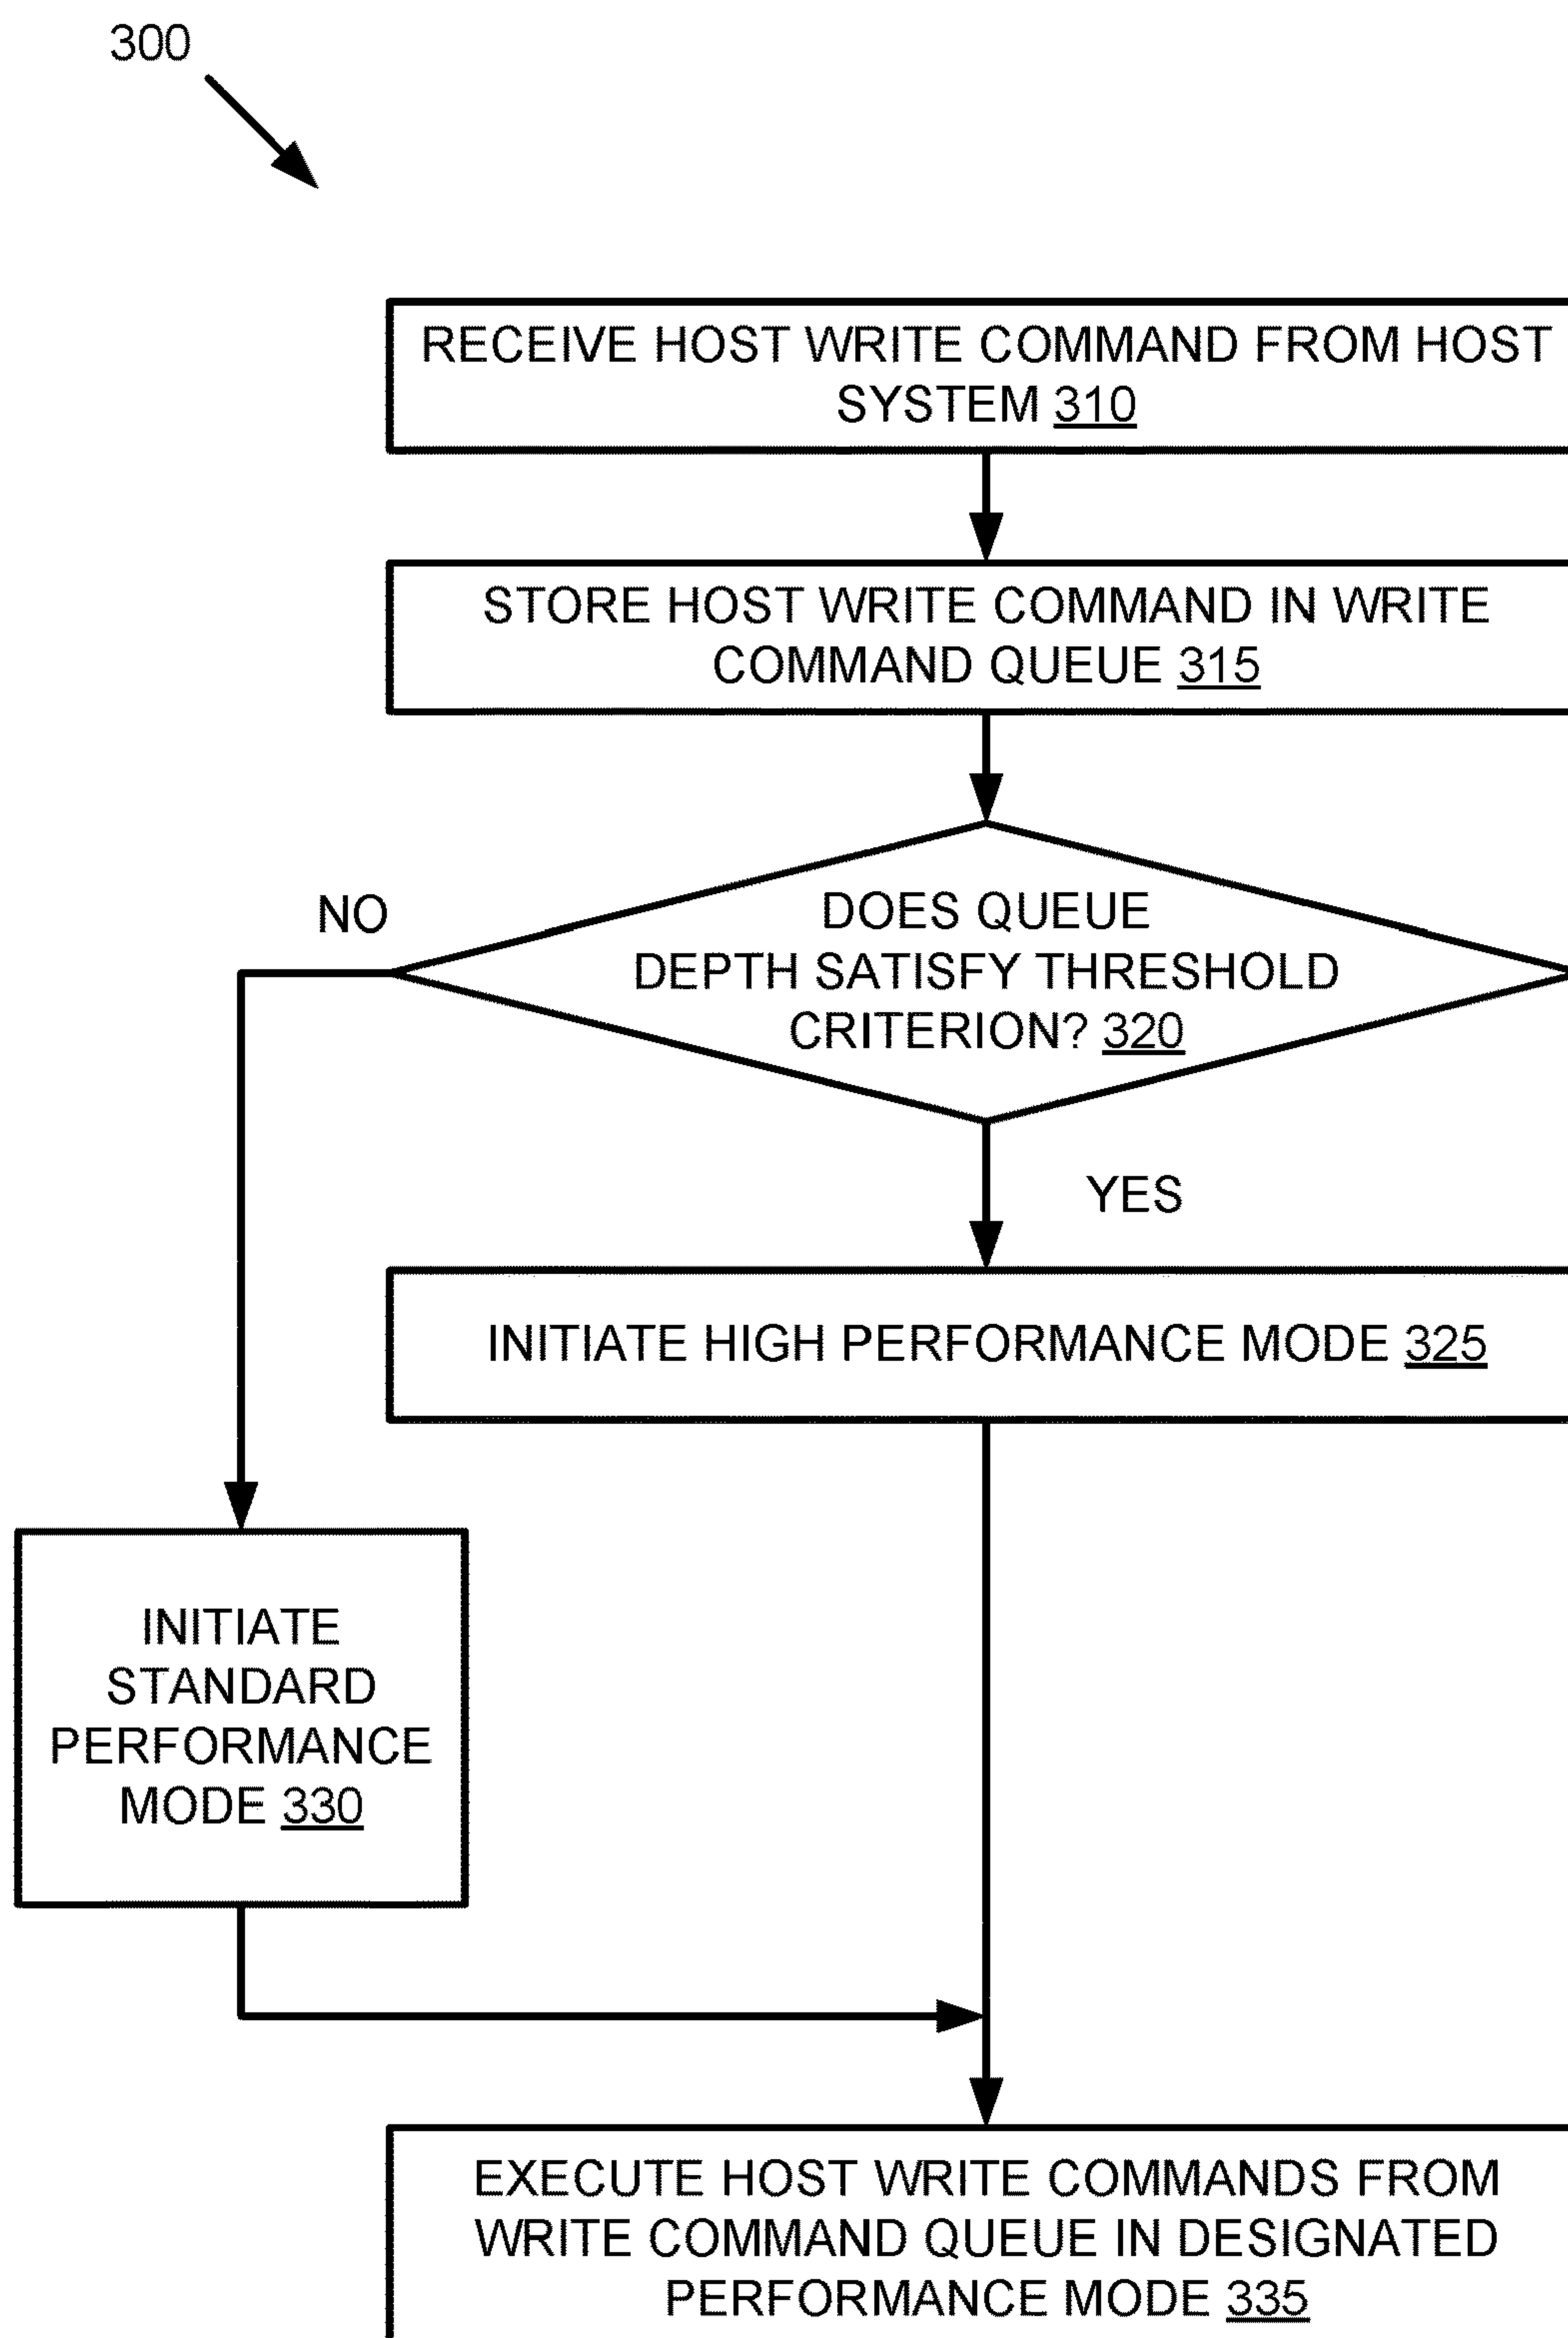 300
RECEIVE HOST WRITE COMMAND FROM HOST
SYSTEM 310
STORE HOST WRITE COMMAND IN WRITE
COMMAND QUEUE 315
NO
DOES QUEUE
DEPTH SATISFY THRESHOLD
CRITERION? 320
YES
INITIATE HIGH PERFORMANCE MODE 325
INITIATE
STANDARD
PERFORMANCE
MODE 330
EXECUTE HOST WRITE COMMANDS FROM
WRITE COMMAND QUEUE IN DESIGNATED
PERFORMANCE MODE 335